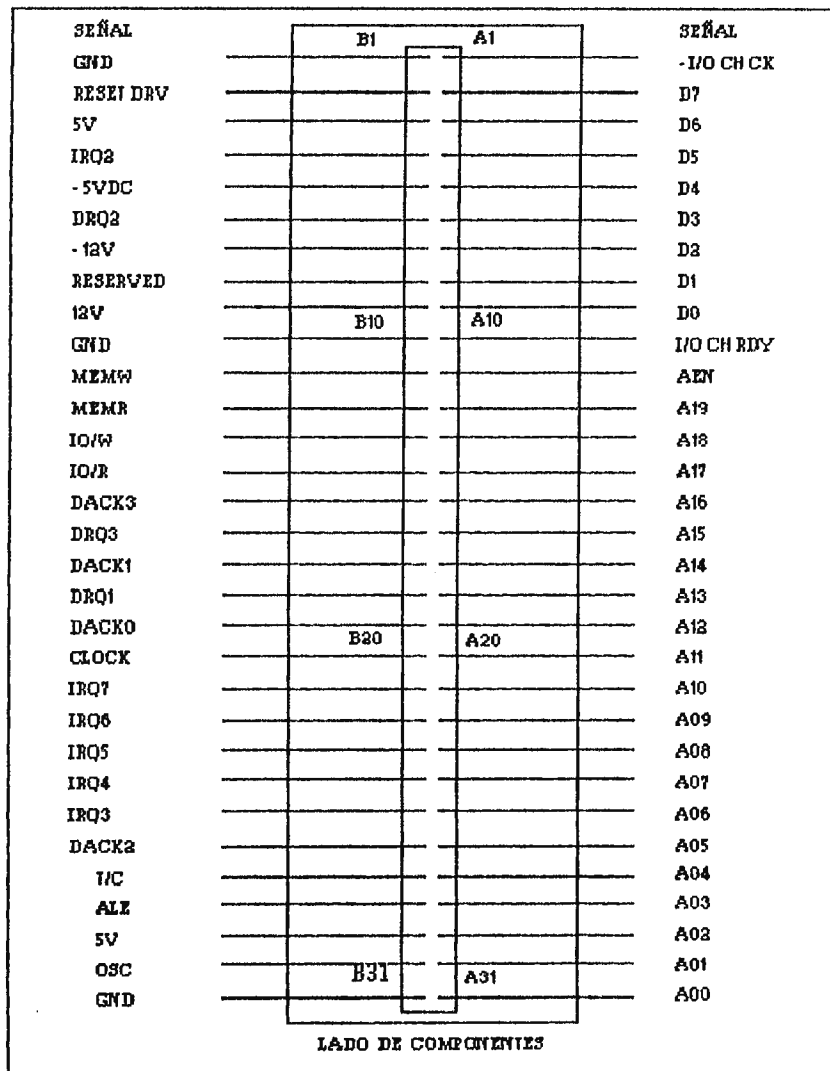 SEÑAL B1 A1 SEÑAL
GND -I/O CH CK
RESET DRV D7
5V D6
IRQ2 D5
-5VDC D4
DRQ2 D3
-12V D2
RESERVED D1
12V B10 A10 D0
GND I/O CH RDY
MEMW AEN
MEMR A19
IO/W A18
IO/R A17
DACK3 A16
DRQ3 A15
DACK1 A14
DRQ1 A13
DACK0 B20 A20 A12
CLOCK A11
IRQ7 A10
IRQ6 A09
IRQ5 A08
IRQ4 A07
IRQ3 A06
DACK2 A05
T/C A04
ALE A03
5V A02
OSC B31 A31 A01
GND A00
LADO DE COMPONENTES